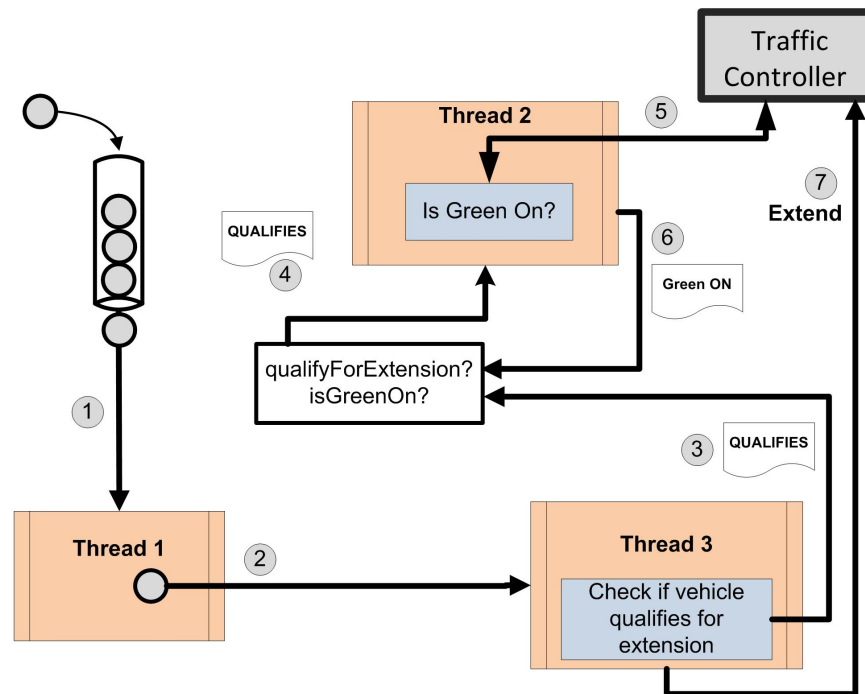 Traffic
Controller
Thread 2
5
7
Extend
Is Green On?
QUALIFIES
4
6
Green ON
qualifyForExtension?
isGreenOn?
1
3
QUALIFIES
Thread 1
2
Thread 3
Check if vehicle
qualifies for
extension